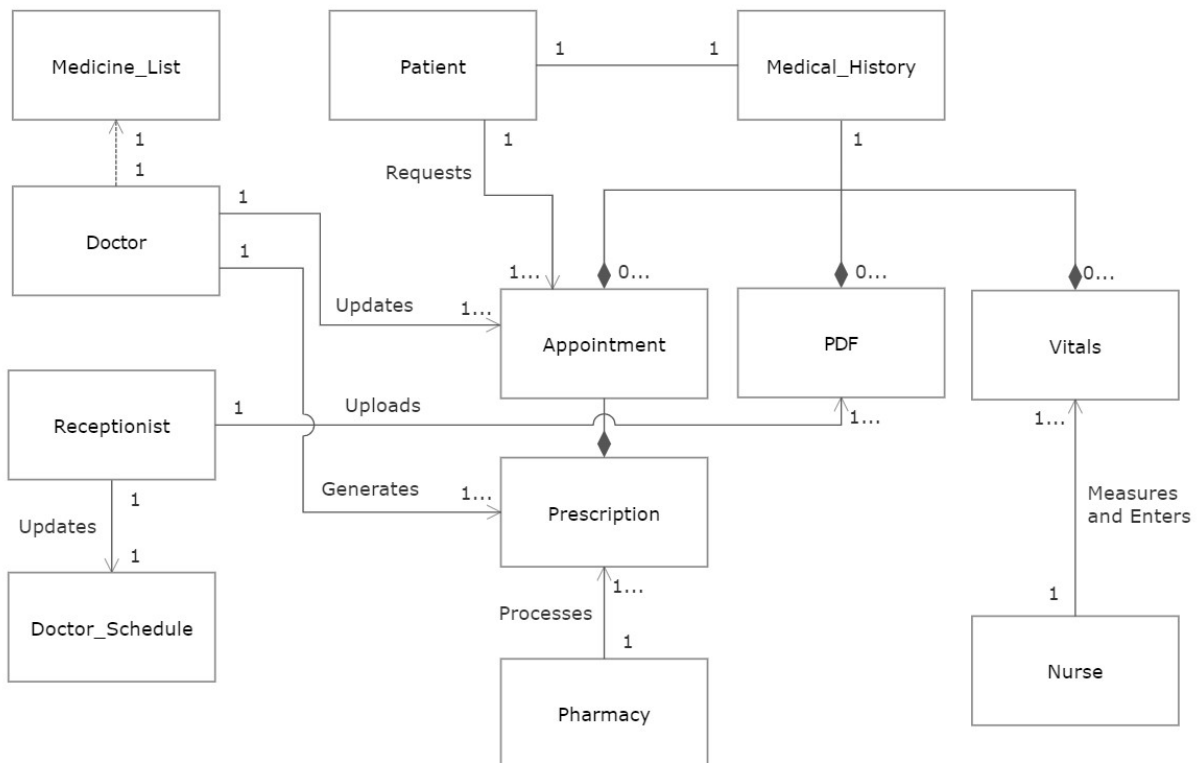 Medicine_List
Patient
1
1
Medical_History
1
1
1
1
Requests
Doctor
1
1
1...
0...
0...
0...
Updates
1...
Appointment
PDF
Vitals
Receptionist
1
Uploads
1...
1...
1
Updates
1
Generates
1...
Prescription
Measures
and Enters
Doctor_Schedule
Processes
1...
1
1
Nurse
Pharmacy